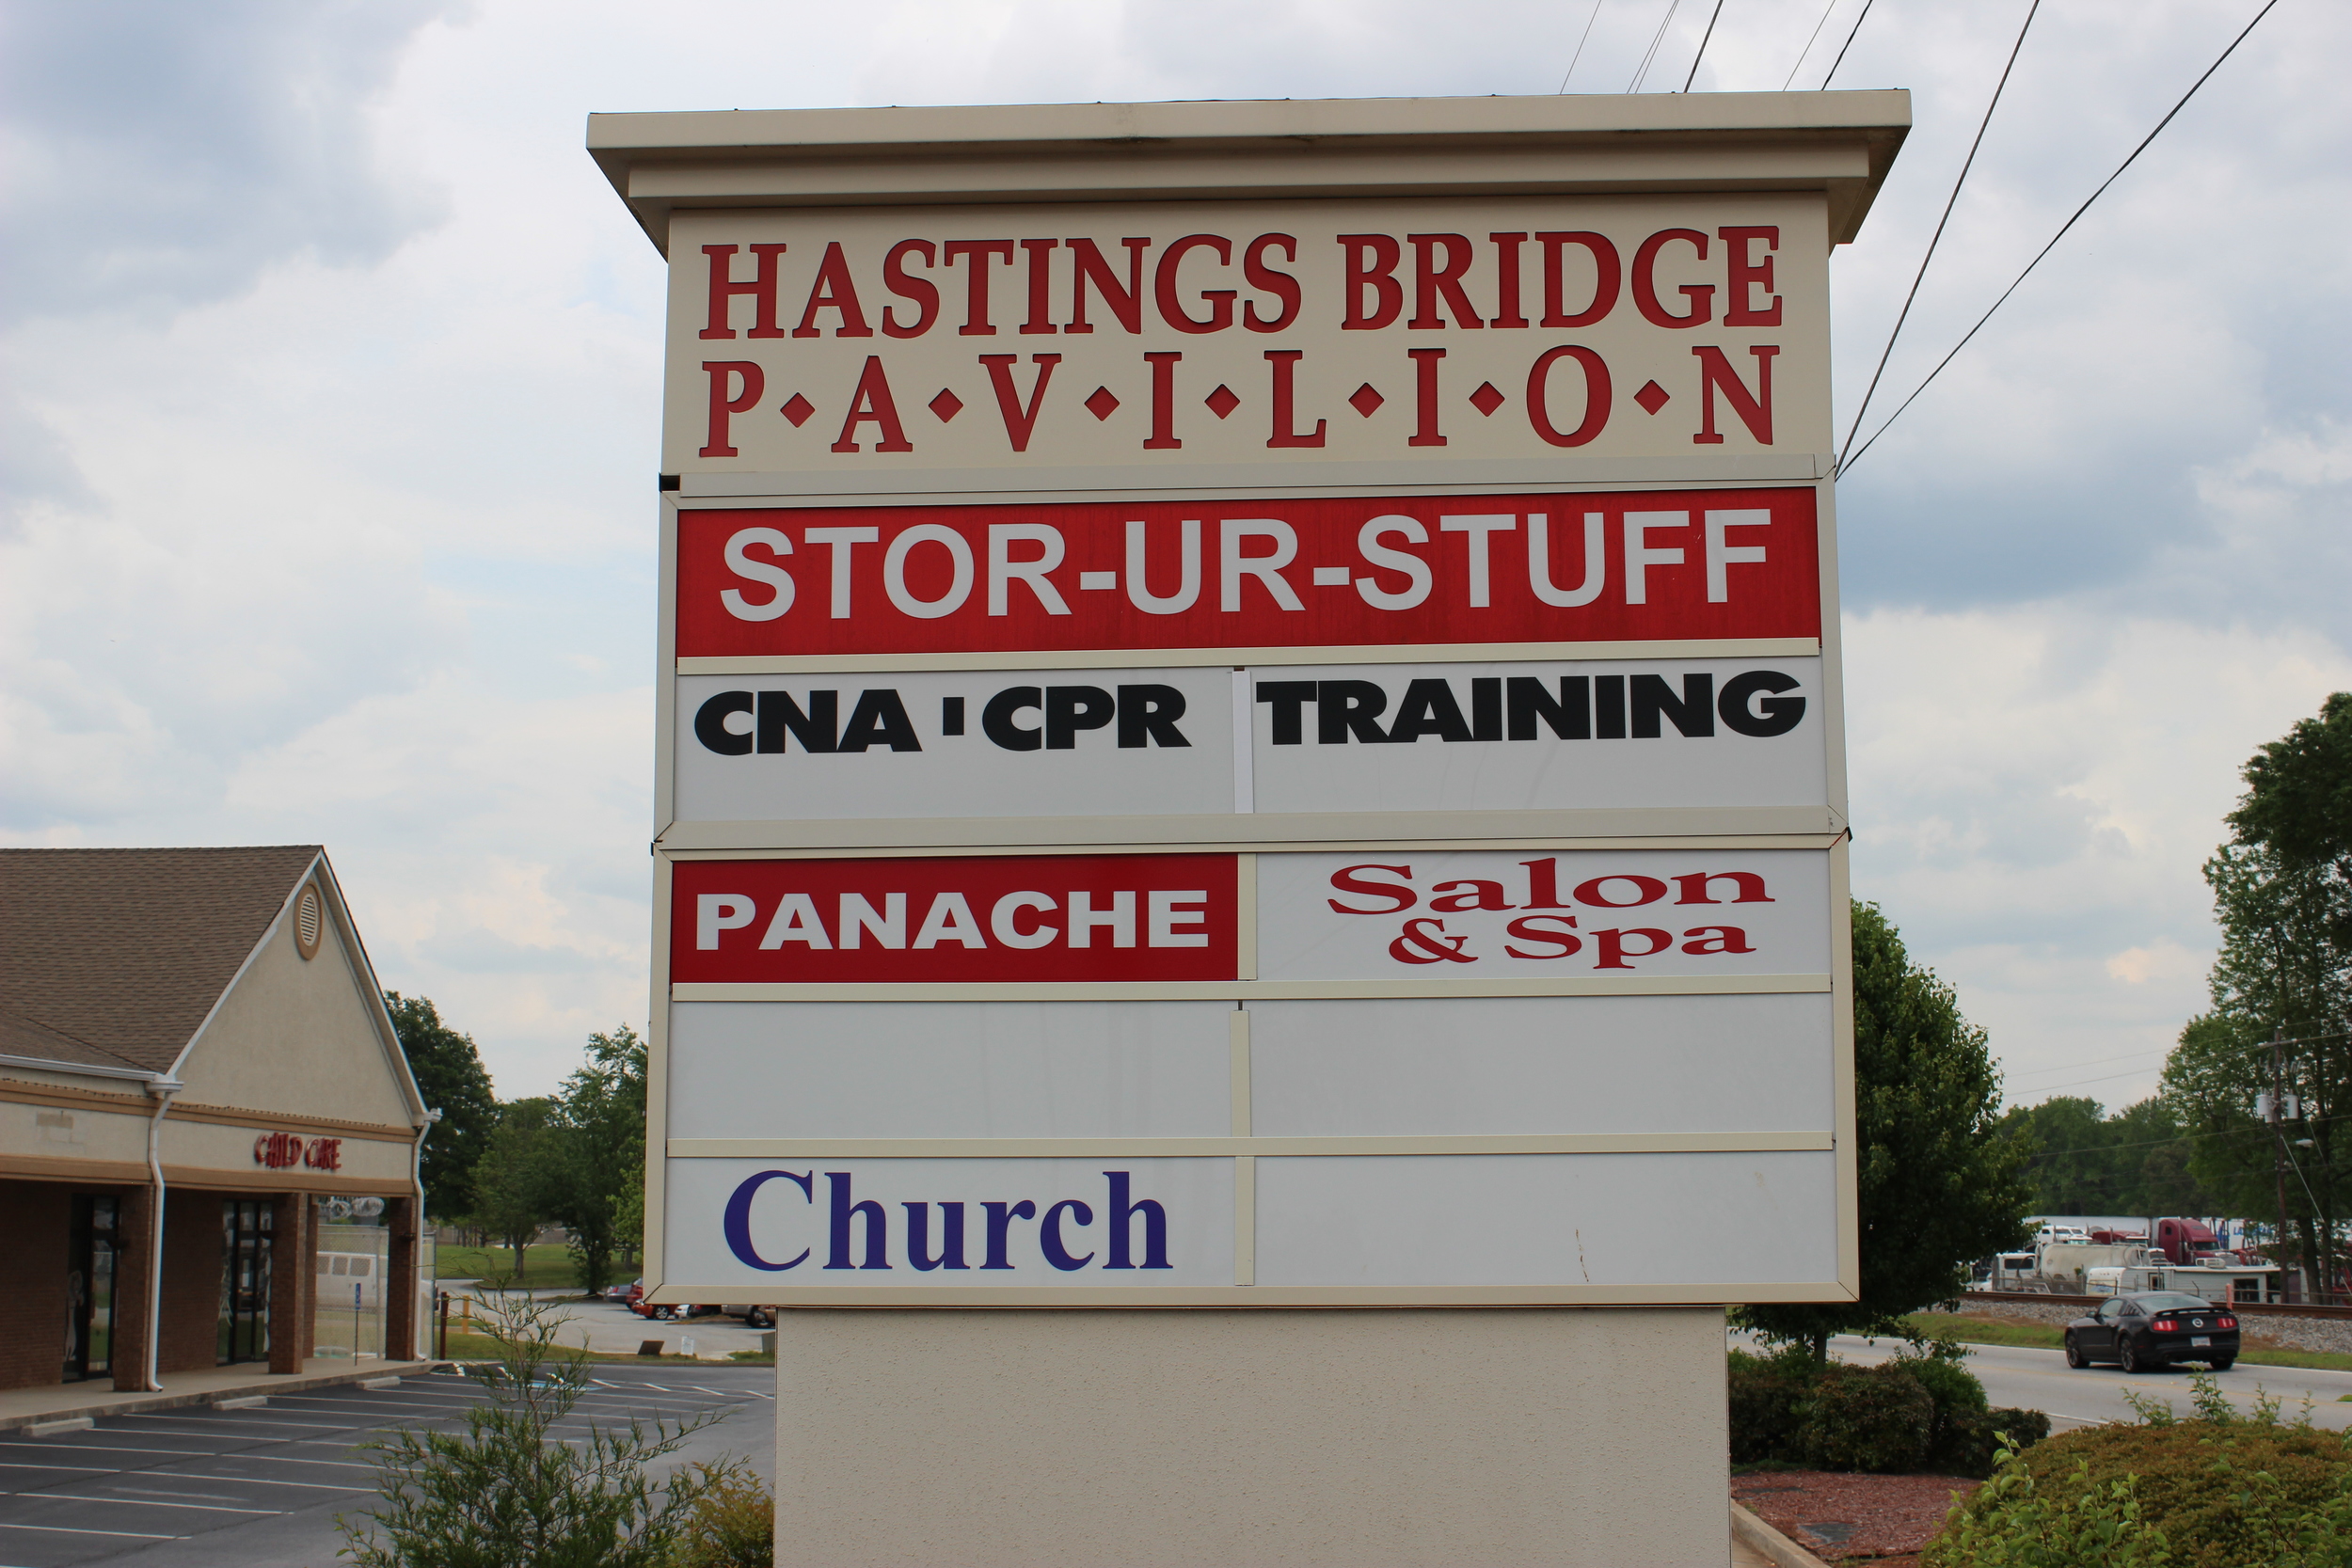 HASTINGS BRIDGE
P⬥A⬥V⬥I⬥L⬥I⬥O⬥N
STOR-UR-STUFF
CNA ' CPR TRAINING
PANACHE
Salon
& Spa
Church
CHILD CARE